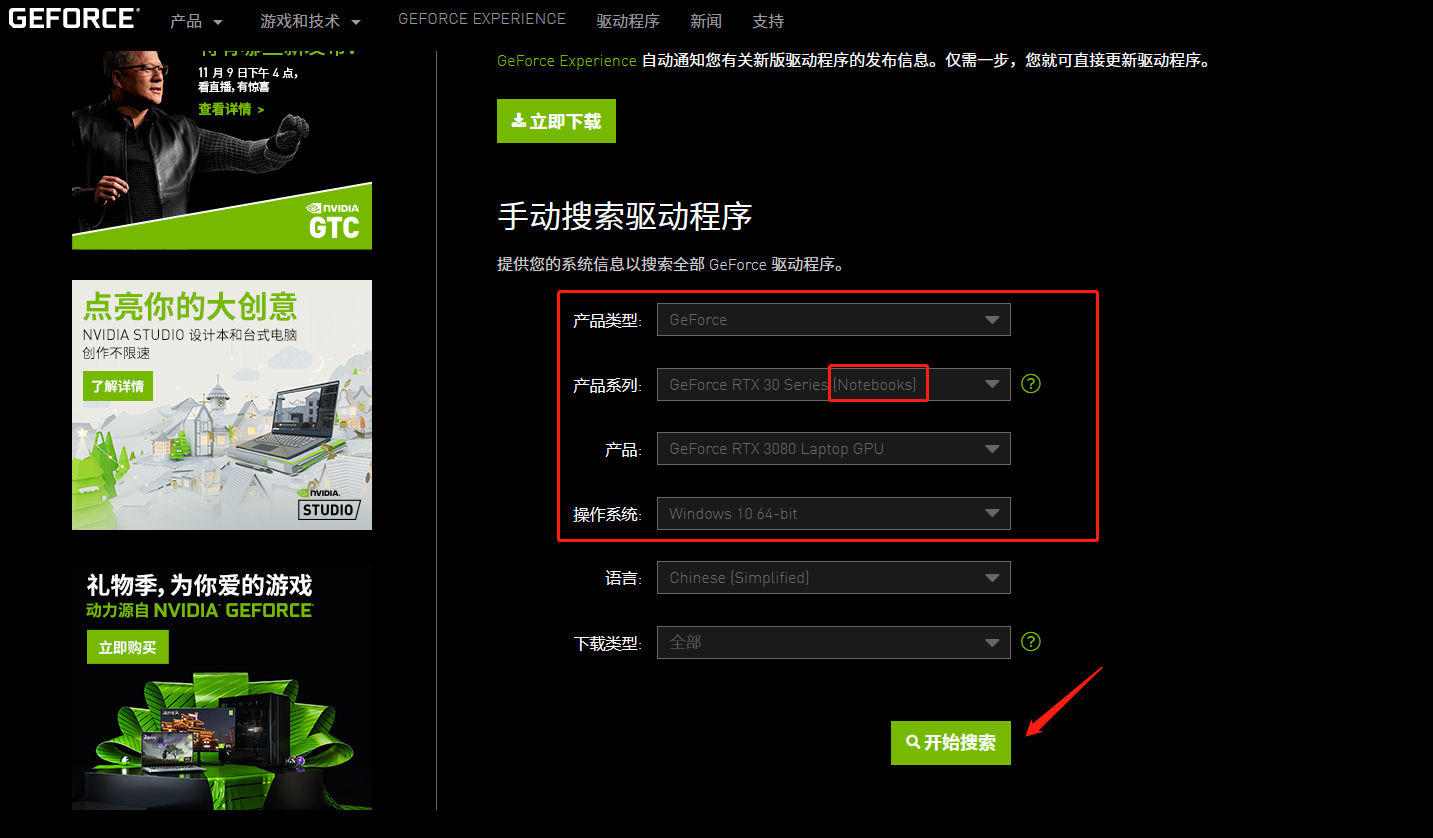 GEFORCE
产品
游戏和技术
GEFORCE EXPERIENCE
驱动程序
新闻
支持
11 月 9 日下午 4 点，
看直播，有惊喜
查看详情 >
NVIDIA
GTC
点亮你的大创意
NVIDIA STUDIO 设计本和台式电脑
创作不限速
了解详情
NVIDIA.
STUDIO
礼物季，为你爱的游戏
动力源自 NVIDIA GEFORCE
立即购买
GeForce Experience 自动通知您有关新版驱动程序的发布信息。仅需一步，您就可直接更新驱动程序。
立即下载
手动搜索驱动程序
提供您的系统信息以搜索全部 GeForce 驱动程序。
产品类型: GeForce
产品系列: GeForce RTX 30 Series (Notebooks) ?
产品: GeForce RTX 3080 Laptop GPU
操作系统: Windows 10 64-bit
语言: Chinese (Simplified)
下载类型: 全部 ?
开始搜索